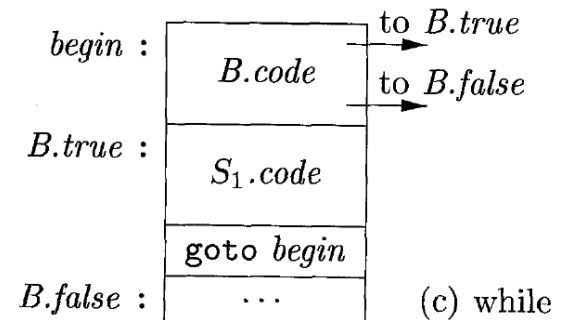 to B.true
begin :
B.code
to B.false
B.true :
S₁.code
goto begin
B.false :
...
(c) while